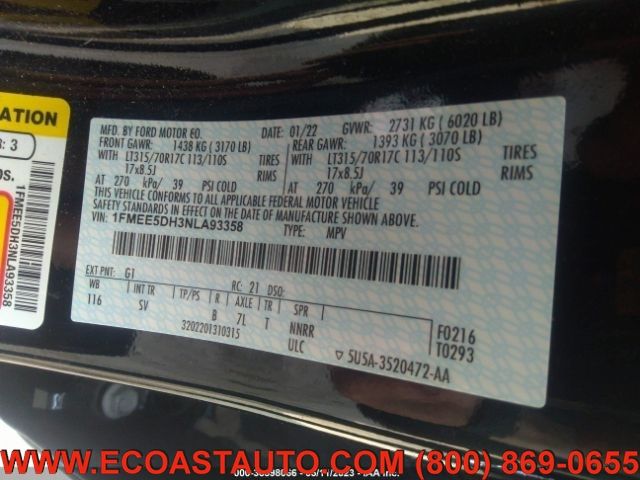 ATION
R: 3
OS.
1FMEE5DH3NLA93358
MFD. BY FORD MOTOR CO.
DATE: 01/22 GVWR: 2731 KG ( 6020 LB)
FRONT GAWR: 1438 KG ( 3170 LB) REAR GAWR: 1393 KG ( 3070 LB)
WITH LT315/70R17C 113/110S TIRES WITH LT315/70R17C 113/110S TIRES
17x8.5J RIMS 17x8.5J RIMS
AT 270 kPa/ 39 PSI COLD AT 270 kPa/ 39 PSI COLD
THIS VEHICLE CONFORMS TO ALL APPLICABLE FEDERAL MOTOR VEHICLE
SAFETY STANDARDS IN EFFECT ON THE DATE OF MANUFACTURE SHOWN ABOVE.
VIN: 1FMEE5DH3NLA93358 TYPE: MPV
EXT PNT: G1 RC: 21 DSO:
WB INT TR TP/PS R AXLE TR SPR
116 SV B 7L T NNRR F0216
3202201310315 ULC T0293
▽ 5U5A-3520472-AA
WWW.ECOASTAUTO.COM (800) 869-0655